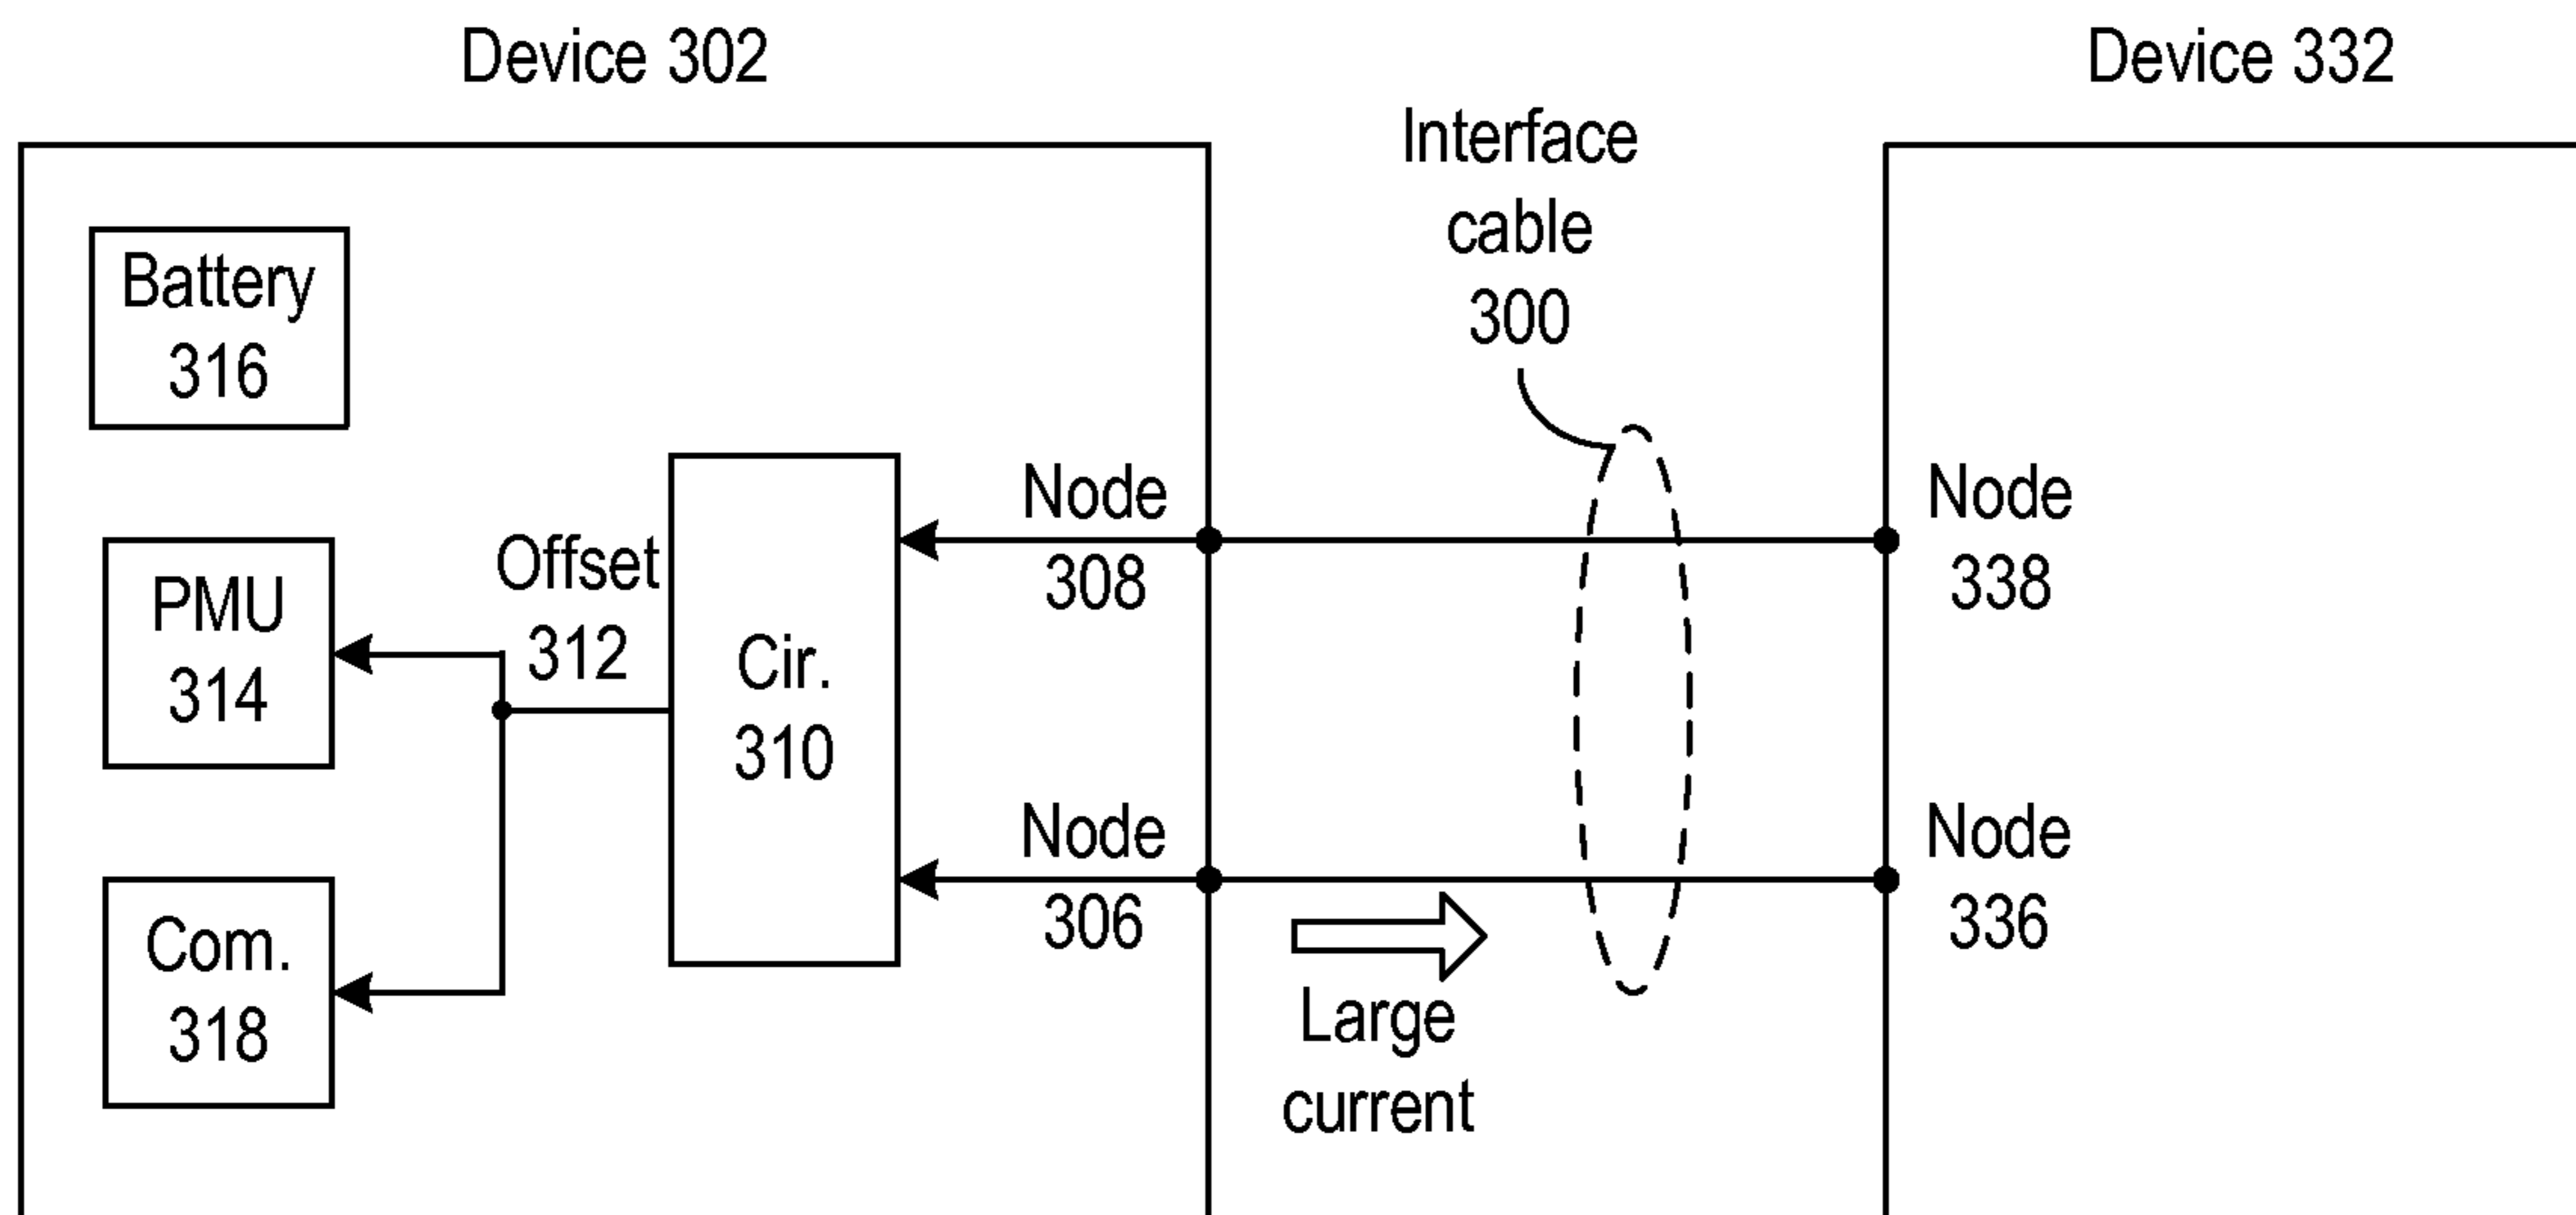 Device 302
Device 332
Interface
cable
300
Battery
316
Node
308
Node
338
Offset
312
PMU
314
Cir.
310
Node
306
Node
336
Com.
318
Large
current